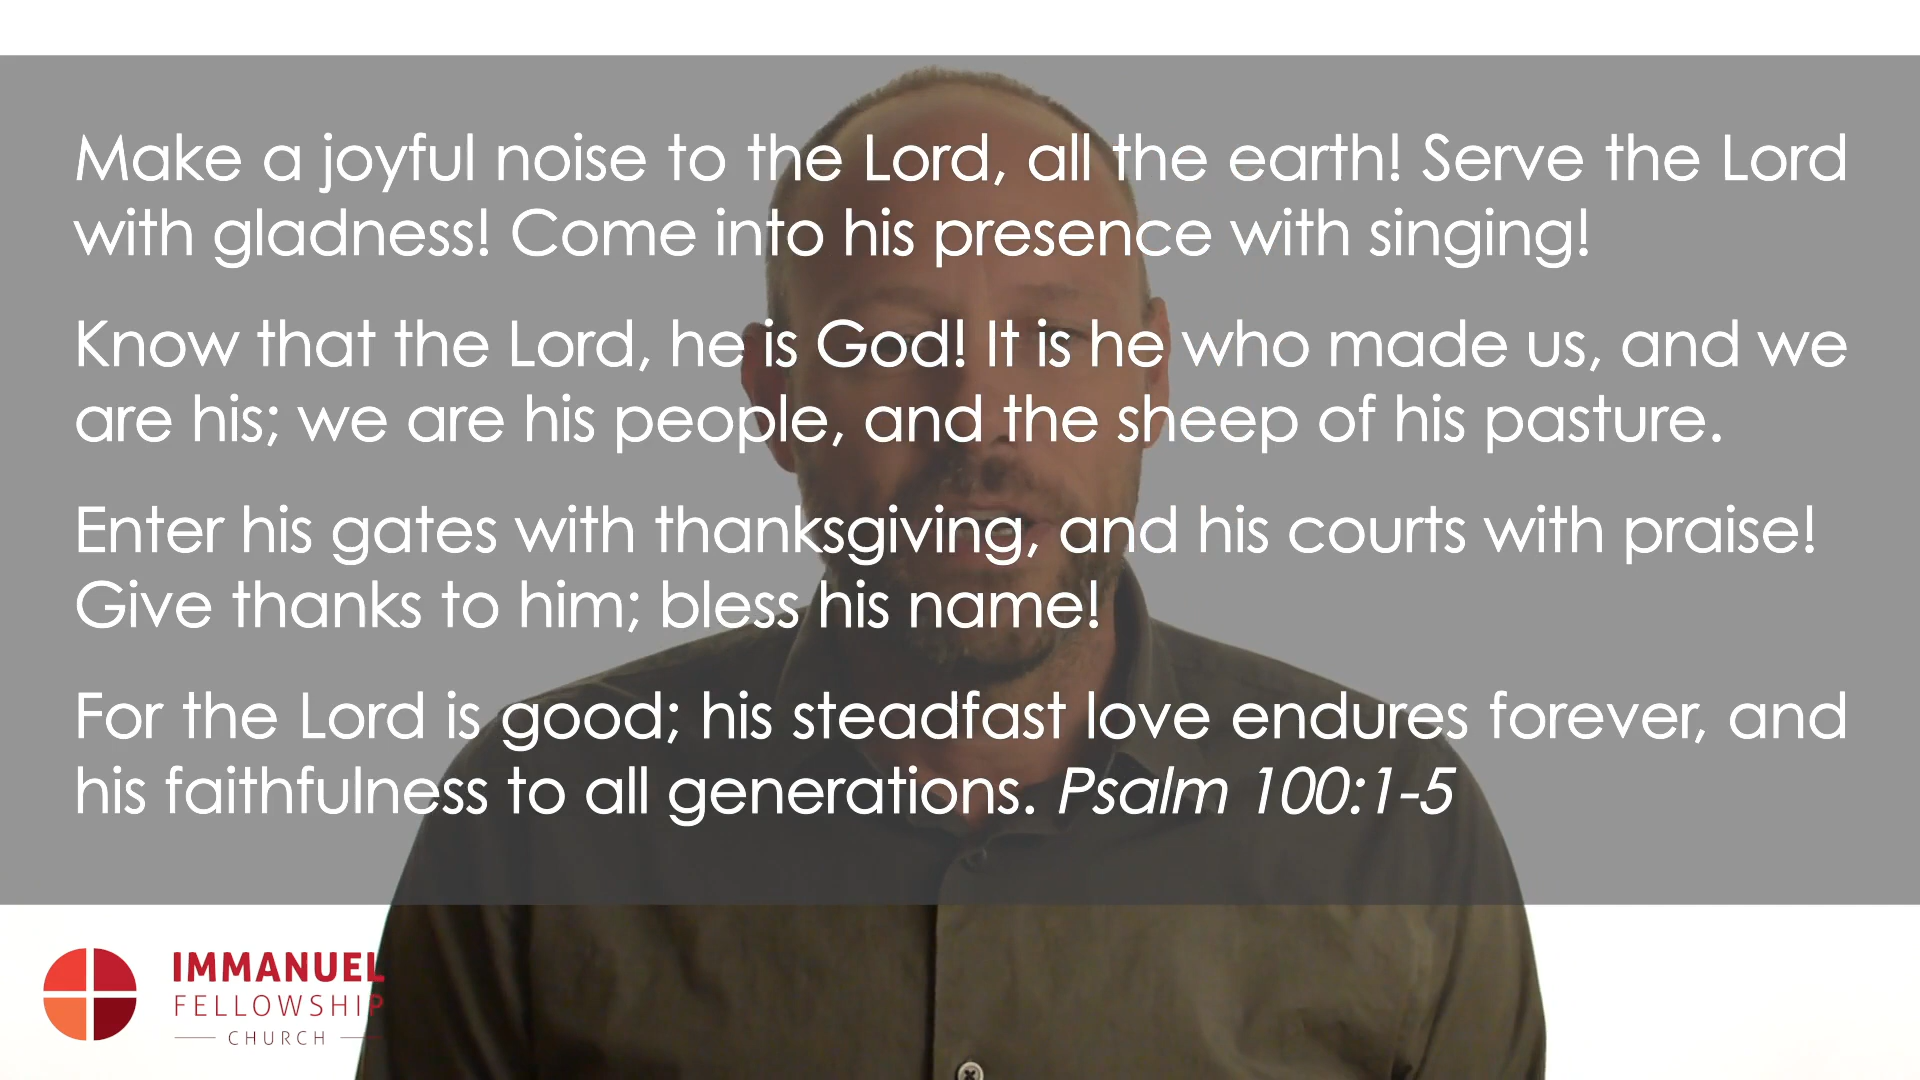 Make a joyful noise to the Lord, all the earth! Serve the Lord
with gladness! Come into his presence with singing!
Know that the Lord, he is God! It is he who made us, and we
are his; we are his people, and the sheep of his pasture.
Enter his gates with thanksgiving, and his courts with praise!
Give thanks to him; bless his name!
For the Lord is good; his steadfast love endures forever, and
his faithfulness to all generations. Psalm 100:1-5
IMMANUEL
FELLOWSHIP
CHURCH